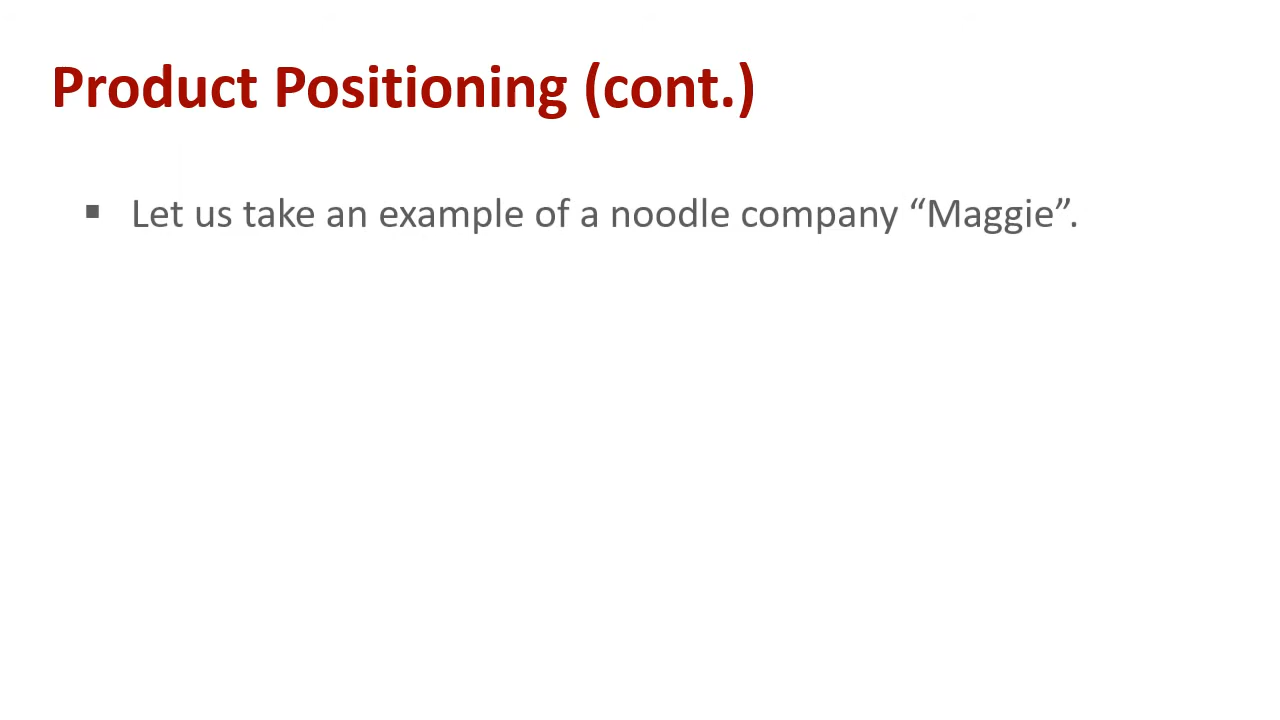 Product Positioning (cont.)
▪ Let us take an example of a noodle company “Maggie”.